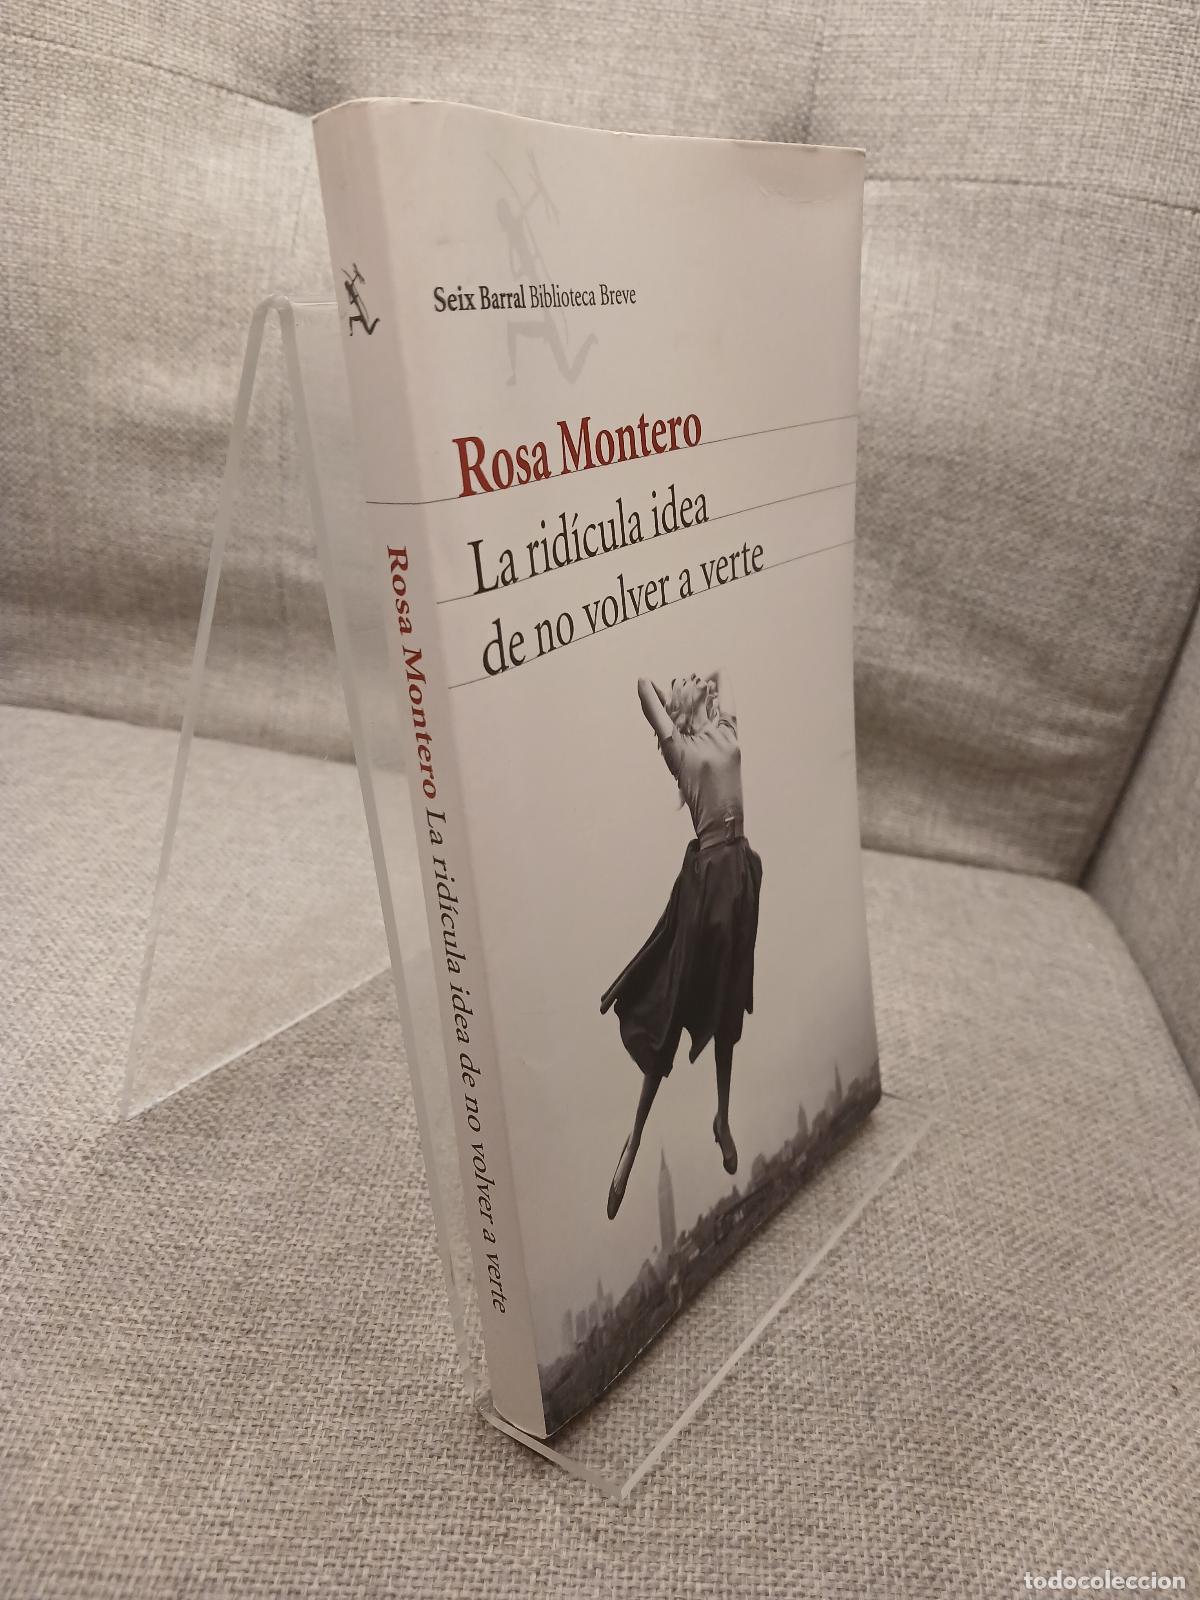 Seix Barral Biblioteca Breve
Rosa Montero
La ridícula idea
de no volver a verte
Rosa Montero La ridícula idea de no volver a verte
todocoleccion